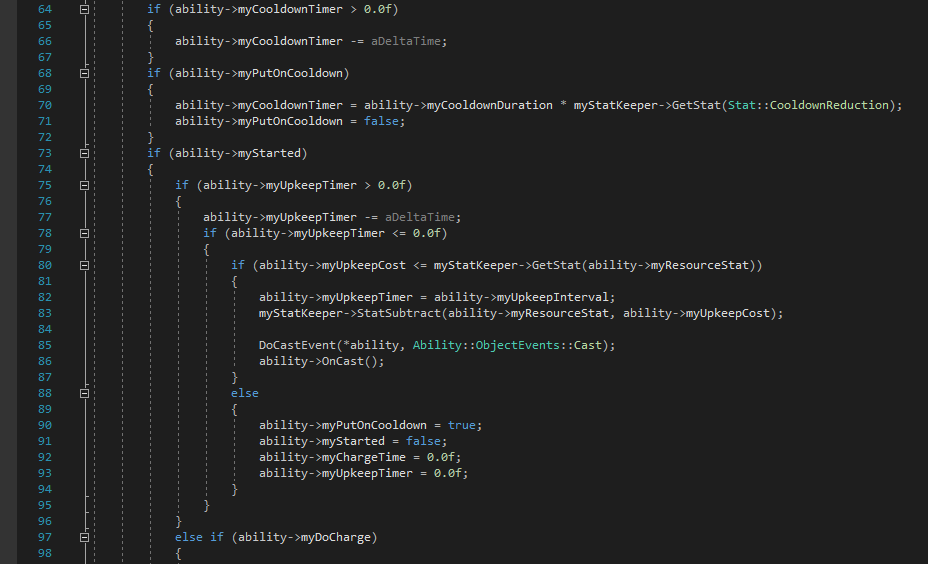 64 if (ability->myCooldownTimer > 0.0f)
65 {
66 ability->myCooldownTimer -= aDeltaTime;
67 }
68 if (ability->myPutOnCooldown)
69 {
70 ability->myCooldownTimer = ability->myCooldownDuration * myStatKeeper->GetStat(Stat::CooldownReduction);
71 ability->myPutOnCooldown = false;
72 }
73 if (ability->myStarted)
74 {
75 if (ability->myUpkeepTimer > 0.0f)
76 {
77 ability->myUpkeepTimer -= aDeltaTime;
78 if (ability->myUpkeepTimer <= 0.0f)
79 {
80 if (ability->myUpkeepCost <= myStatKeeper->GetStat(ability->myResourceStat))
81 {
82 ability->myUpkeepTimer = ability->myUpkeepInterval;
83 myStatKeeper->StatSubtract(ability->myResourceStat, ability->myUpkeepCost);
84
85 DoCastEvent(*ability, Ability::ObjectEvents::Cast);
86 ability->OnCast();
87 }
88 else
89 {
90 ability->myPutOnCooldown = true;
91 ability->myStarted = false;
92 ability->myChargeTime = 0.0f;
93 ability->myUpkeepTimer = 0.0f;
94 }
95 }
96 }
97 else if (ability->myDoCharge)
98 {